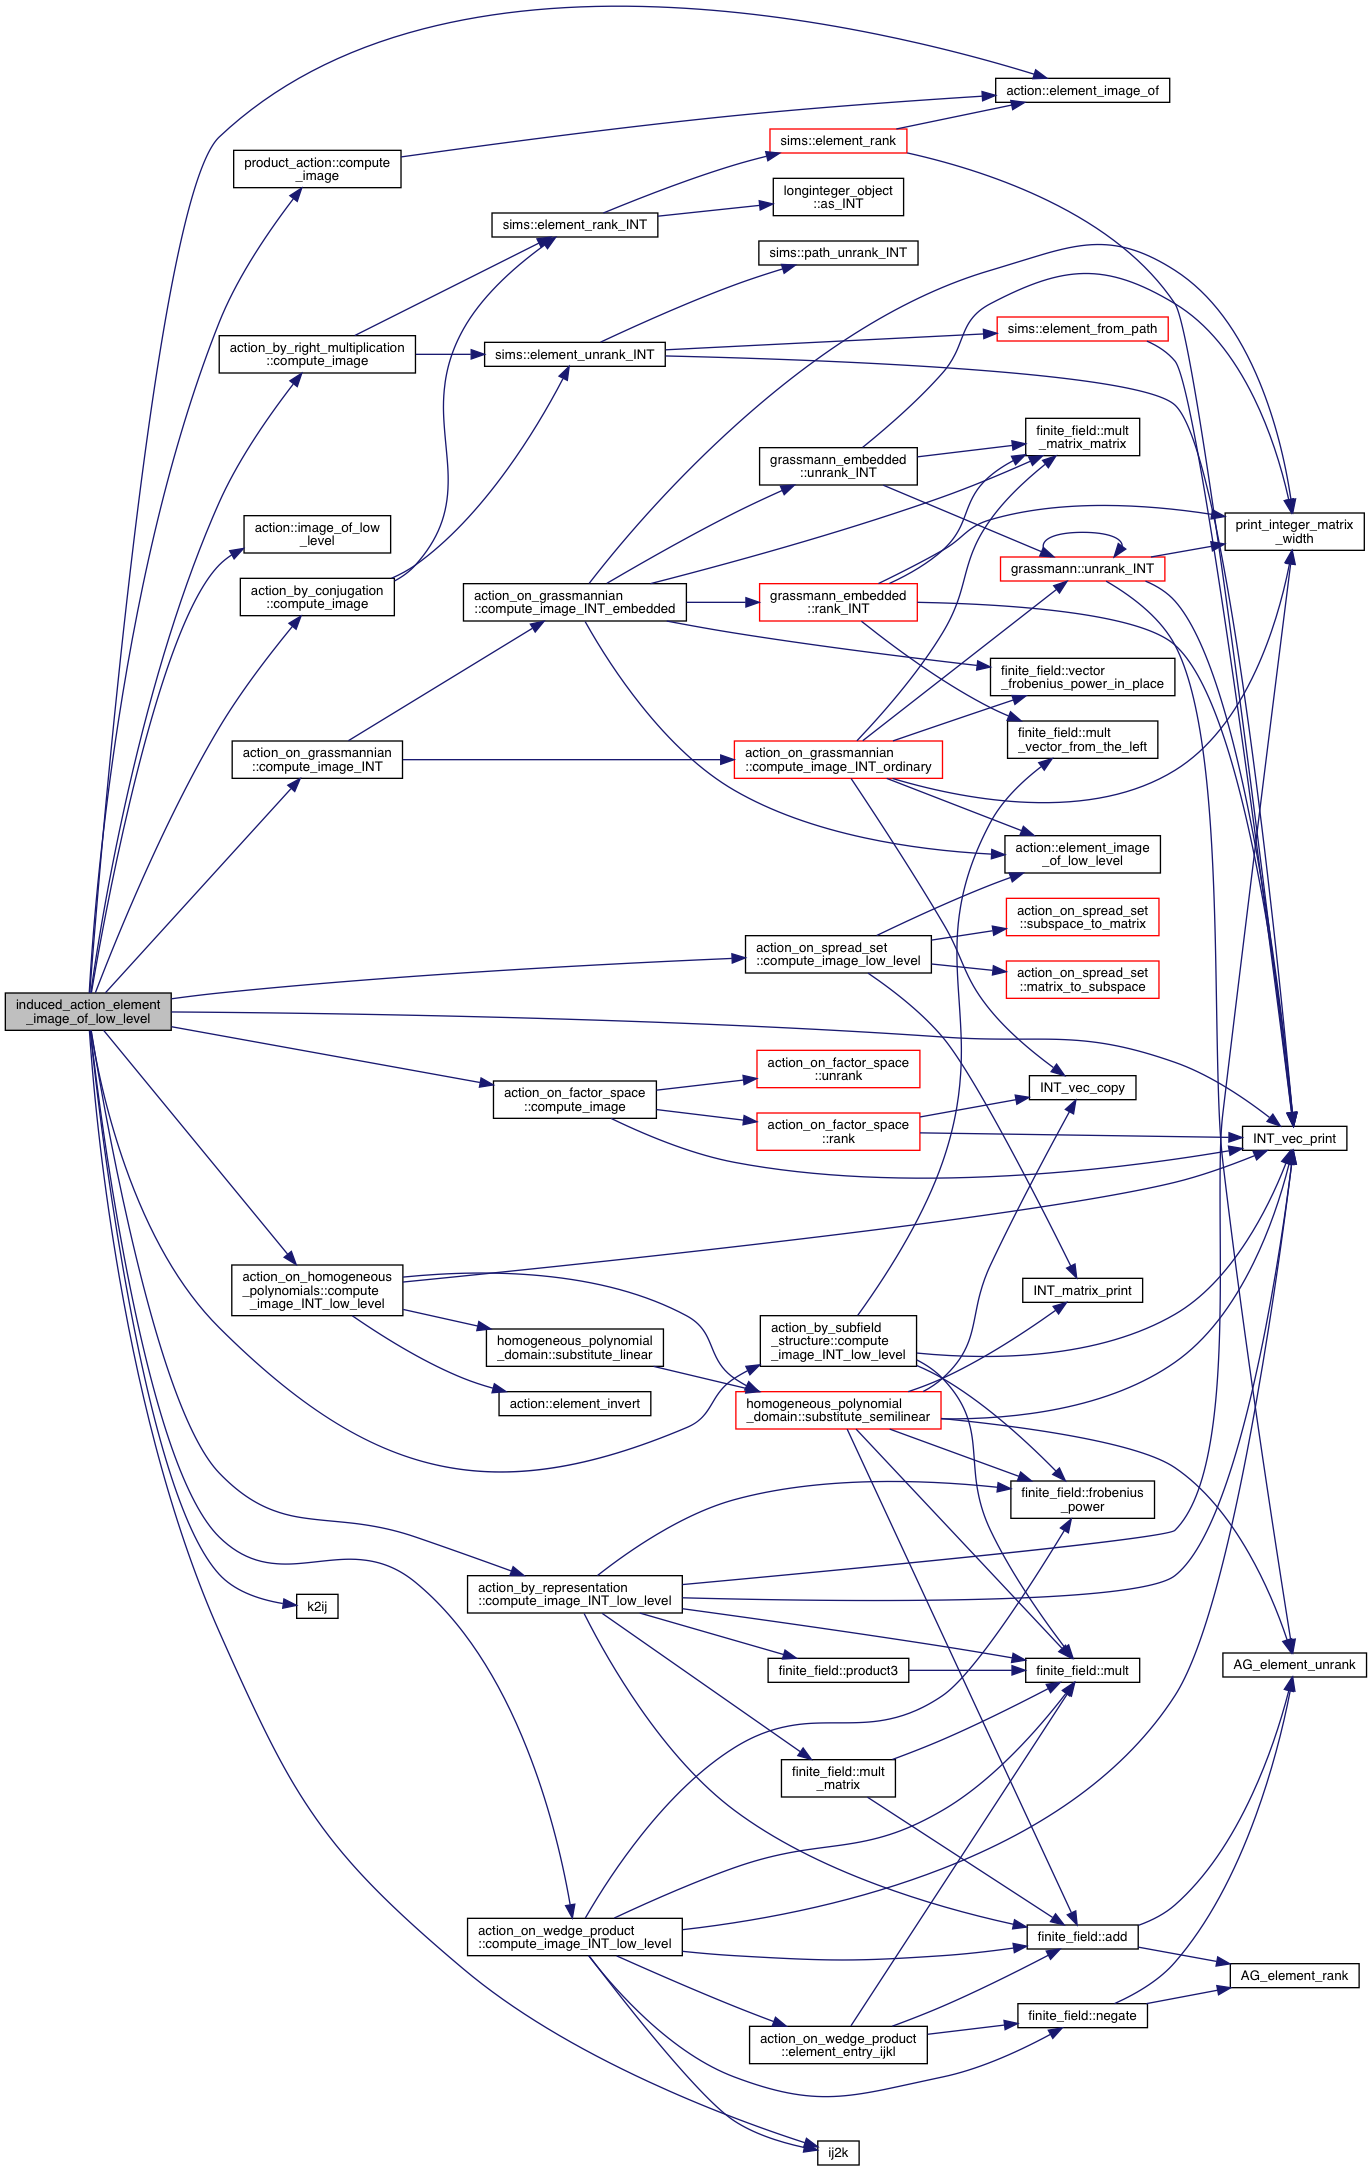 action::element_image_of
sims::element_rank
product_action::compute
_image
longinteger_object
::as_INT
sims::element_rank_INT
sims::path_unrank_INT
sims::element_from_path
action_by_right_multiplication
::compute_image
sims::element_unrank_INT
finite_field::mult
_matrix_matrix
grassmann_embedded
::unrank_INT
action::image_of_low
_level
print_integer_matrix
_width
grassmann::unrank_INT
action_by_conjugation
::compute_image
action_on_grassmannian
::compute_image_INT_embedded
grassmann_embedded
::rank_INT
finite_field::vector
_frobenius_power_in_place
finite_field::mult
_vector_from_the_left
action_on_grassmannian
::compute_image_INT
action_on_grassmannian
::compute_image_INT_ordinary
action::element_image
_of_low_level
action_on_spread_set
::subspace_to_matrix
action_on_spread_set
::compute_image_low_level
action_on_spread_set
::matrix_to_subspace
induced_action_element
_image_of_low_level
action_on_factor_space
::unrank
action_on_factor_space
::compute_image
INT_vec_copy
action_on_factor_space
::rank
INT_vec_print
action_on_homogeneous
_polynomials::compute
_image_INT_low_level
INT_matrix_print
action_by_subfield
_structure::compute
_image_INT_low_level
homogeneous_polynomial
_domain::substitute_linear
action::element_invert
homogeneous_polynomial
_domain::substitute_semilinear
finite_field::frobenius
_power
action_by_representation
::compute_image_INT_low_level
k2ij
finite_field::product3
finite_field::mult
AG_element_unrank
finite_field::mult
_matrix
action_on_wedge_product
::compute_image_INT_low_level
finite_field::add
AG_element_rank
finite_field::negate
action_on_wedge_product
::element_entry_ijkl
ij2k